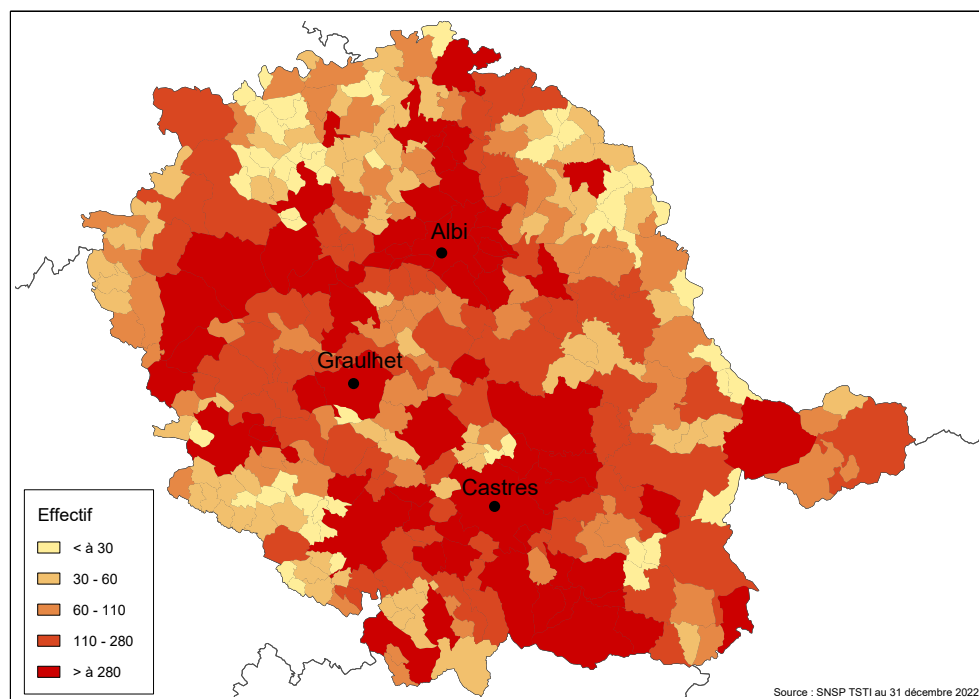 Albi
Graulhet
Castres
Effectif
< à 30
30 - 60
60 - 110
110 - 280
> à 280
Source : SNSP TSTI au 31 décembre 2022